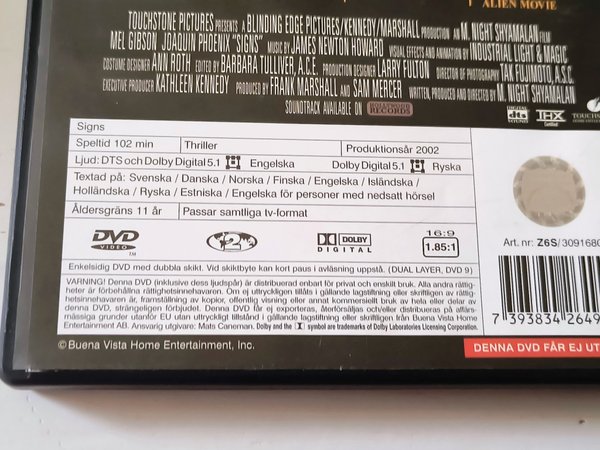 ALIEN MOVIE
TOUCHSTONE PICTURES PRESENTS A BLINDING EDGE PICTURES/KENNEDY/MARSHALL PRODUCTION AN M. NIGHT SHYAMALAN FILM
MEL GIBSON JOAQUIN PHOENIX "SIGNS" MUSIC BY JAMES NEWTON HOWARD VISUAL EFFECTS AND ANIMATION BY INDUSTRIAL LIGHT & MAGIC
COSTUME DESIGNER ANN ROTH EDITED BY BARBARA TULLIVER, A.C.E. PRODUCTION DESIGNER LARRY FULTON DIRECTOR OF PHOTOGRAPHY TAK FUJIMOTO, A.S.C.
EXECUTIVE PRODUCER KATHLEEN KENNEDY PRODUCED BY FRANK MARSHALL AND SAM MERCER WRITTEN, PRODUCED AND DIRECTED BY M. NIGHT SHYAMALAN
SOUNDTRACK AVAILABLE ON HOLLYWOOD RECORDS
dts SOUND THX Certified
Signs
Speltid 102 min Thriller Produktionsår 2002
Ljud: DTS och Dolby Digital 5.1 Engelska Dolby Digital 5.1 Ryska
Textad på: Svenska / Danska / Norska / Finska / Engelska / Isländska /
Holländska / Ryska / Estniska / Engelska för personer med nedsatt hörsel
Åldersgräns 11 år Passar samtliga tv-format
DVD VIDEO TM 2 DOLBY DIGITAL 16:9 1.85:1
Enkelsidig DVD med dubbla skikt. Vid skiktbyte kan kort paus i avläsning uppstå. (DUAL LAYER, DVD 9)
VARNING! Denna DVD (inklusive dess ljudspår) är distribuerad enbart för privat och enskilt bruk. Alla andra rättig-
heter är förbehållna rättighetsinnehavaren. Om ej uttryckligen tillåtet i gällande lagstiftning eller skriftligen av rättig-
hetsinnehavaren är, framställning av kopior, offentlig visning eller annat kommersiellt bruk av hela eller delar av
denna DVD, strängeligen förbjudet. Denna DVD får ej exporteras, återförsäljas och/eller distribueras på affärs-
mässiga grunder utanför EU utan uttryckligt tillstånd i gällande lagstiftning eller skriftligen från Buena Vista Home
Entertainment AB. Ansvarig utgivare: Mats Caneman. Dolby and the symbol are trademarks of Dolby Laboratories Licensing Corporation.
© Buena Vista Home Entertainment, Inc.
Art. nr: Z6S/3091680
7 393834 2649
DENNA DVD FÅR EJ UT